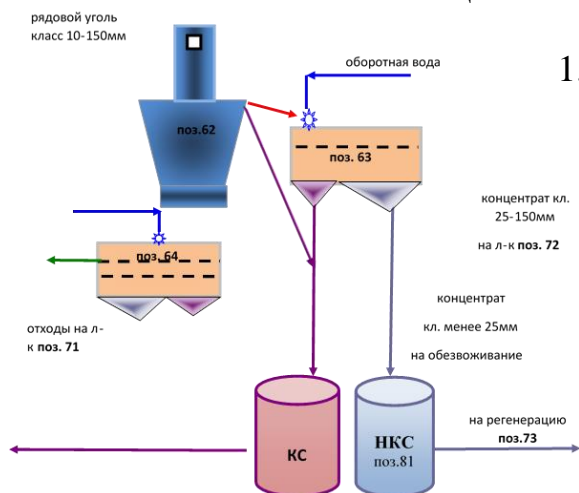 рядовой уголь
класс 10-150мм
оборотная вода
1.
поз.62
поз. 63
концентрат кл.
25-150мм
на л-к поз. 72
поз. 64
концентрат
кл. менее 25мм
на обезвоживание
отходы на л-
к поз. 71
КС
НКС
поз.81
на регенерацию
поз.73